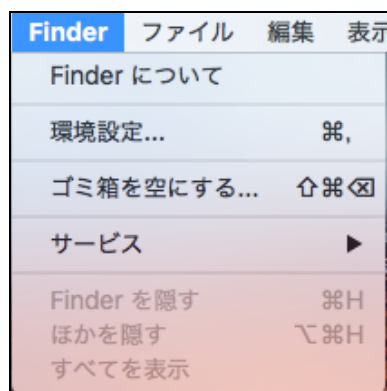 Finder ファイル 編集 表示
Finder について
環境設定... ⌘,
ゴミ箱を空にする... ⇧⌘⌫
サービス ▶
Finder を隠す ⌘H
ほかを隠す ⌥⌘H
すべてを表示